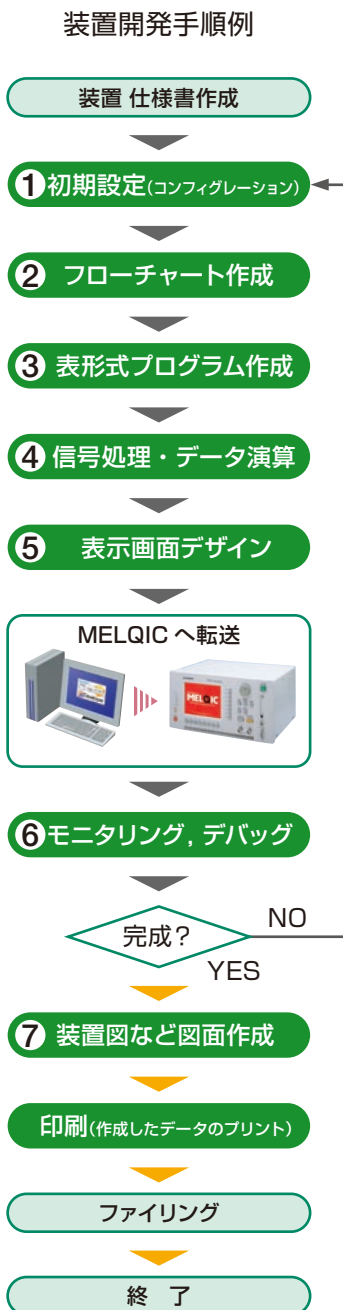 装置開発手順例
装置 仕様書作成
① 初期設定(コンフィグレーション)
② フローチャート作成
③ 表形式プログラム作成
④ 信号処理・データ演算
⑤ 表示画面デザイン
MELQIC へ転送
MELQIC
⑥ モニタリング, デバッグ
完成？
NO
YES
⑦ 装置図など図面作成
印刷(作成したデータのプリント)
ファイリング
終 了